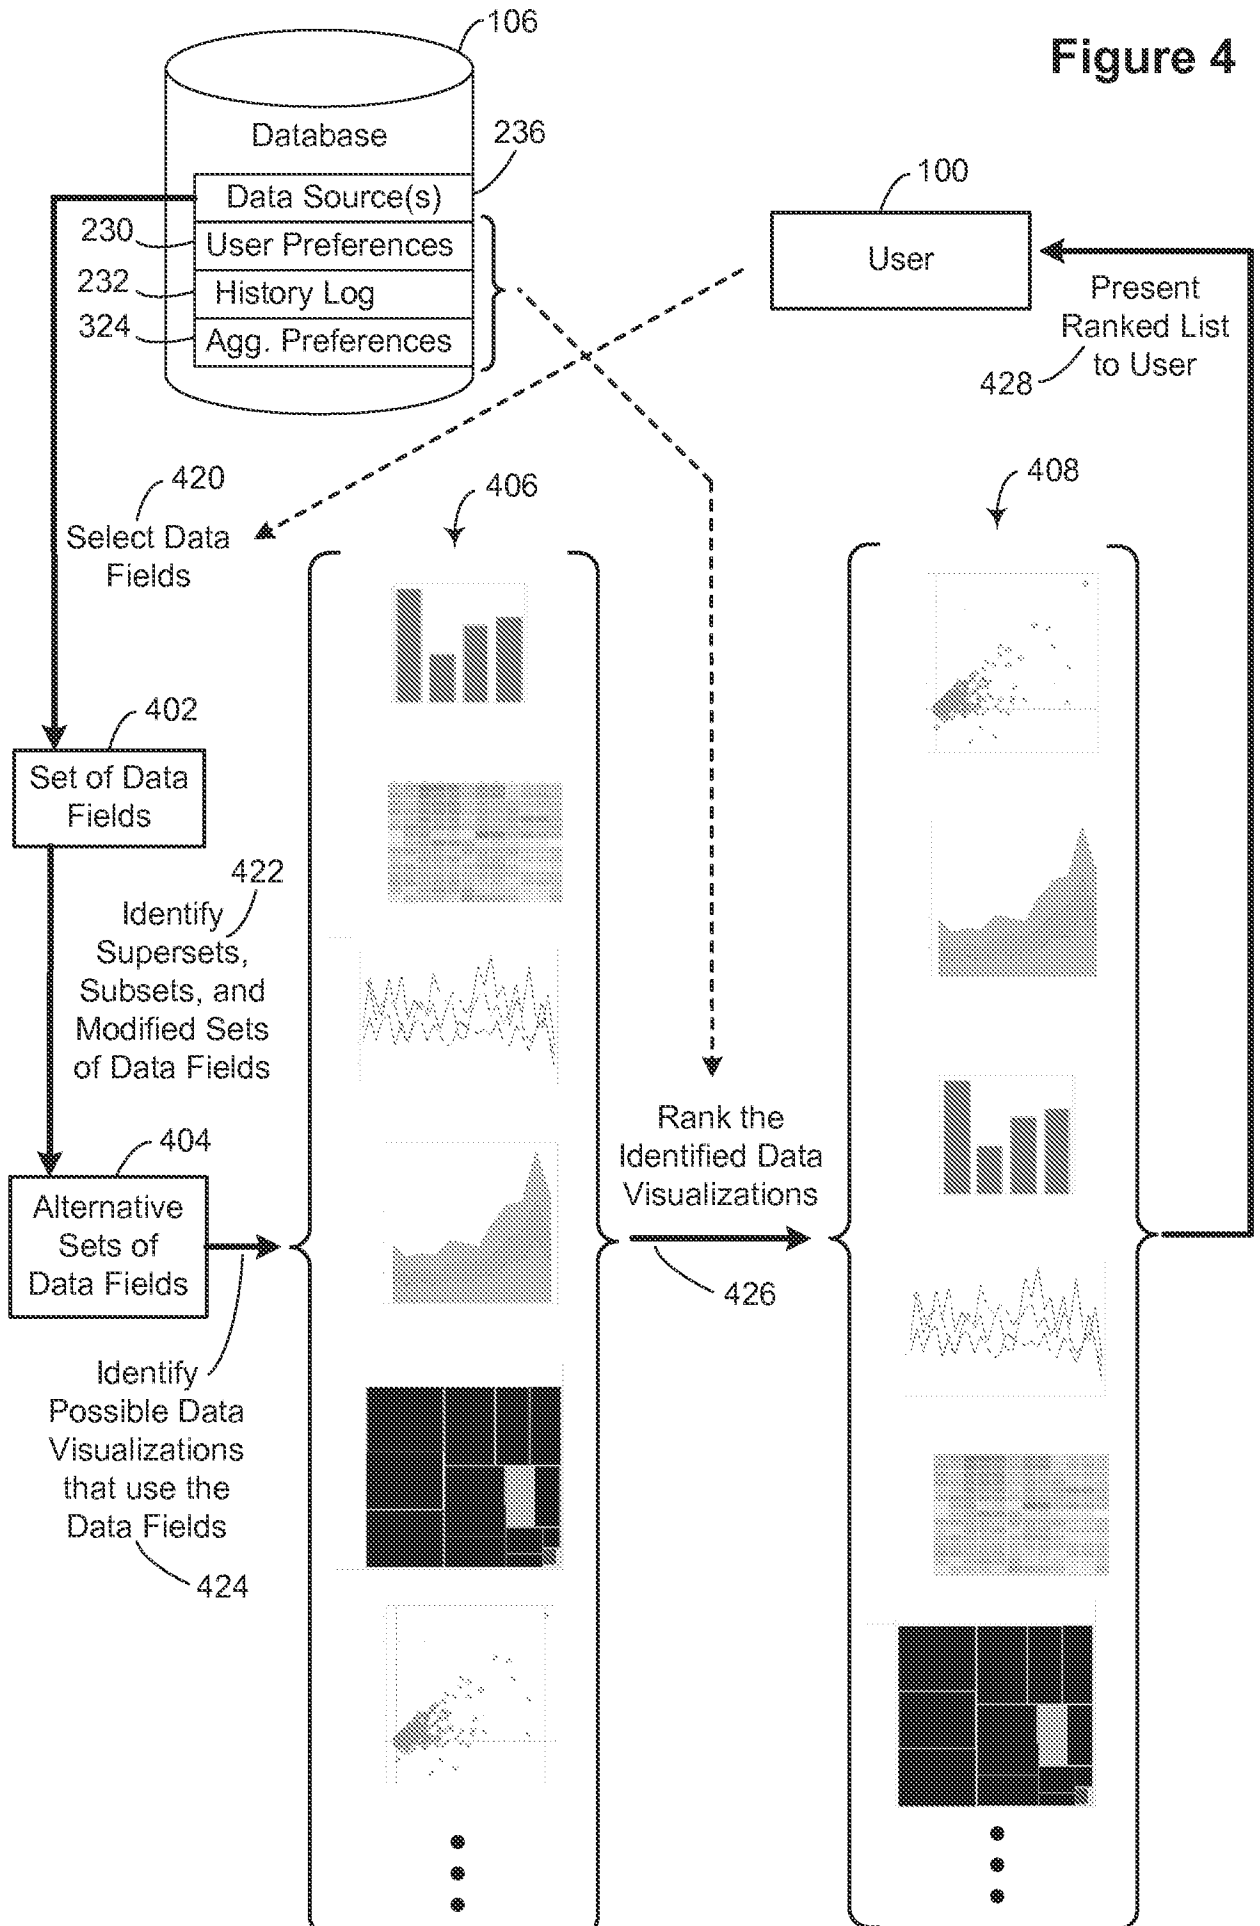 Figure 4
106
Database
236
Data Source(s)
230
User Preferences
232
History Log
324
Agg. Preferences
100
User
Present
Ranked List
to User
428
420
Select Data
Fields
406
408
402
Set of Data
Fields
422
Identify
Supersets,
Subsets, and
Modified Sets
of Data Fields
404
Alternative
Sets of
Data Fields
Rank the
Identified Data
Visualizations
426
Identify
Possible Data
Visualizations
that use the
Data Fields
424